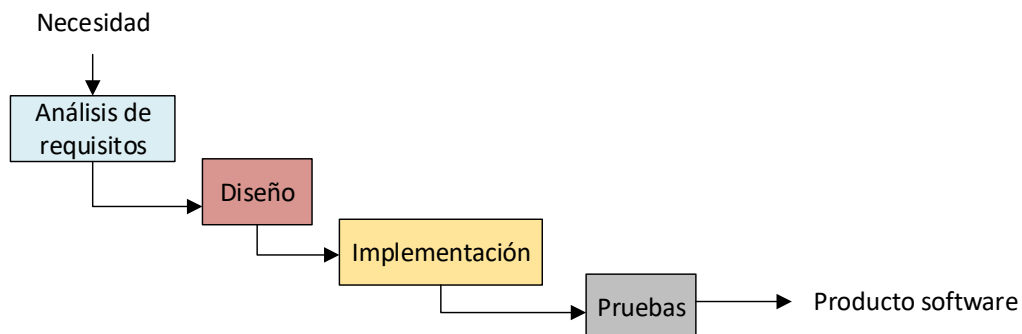 Necesidad
Análisis de
requisitos
Diseño
Implementación
Pruebas
Producto software